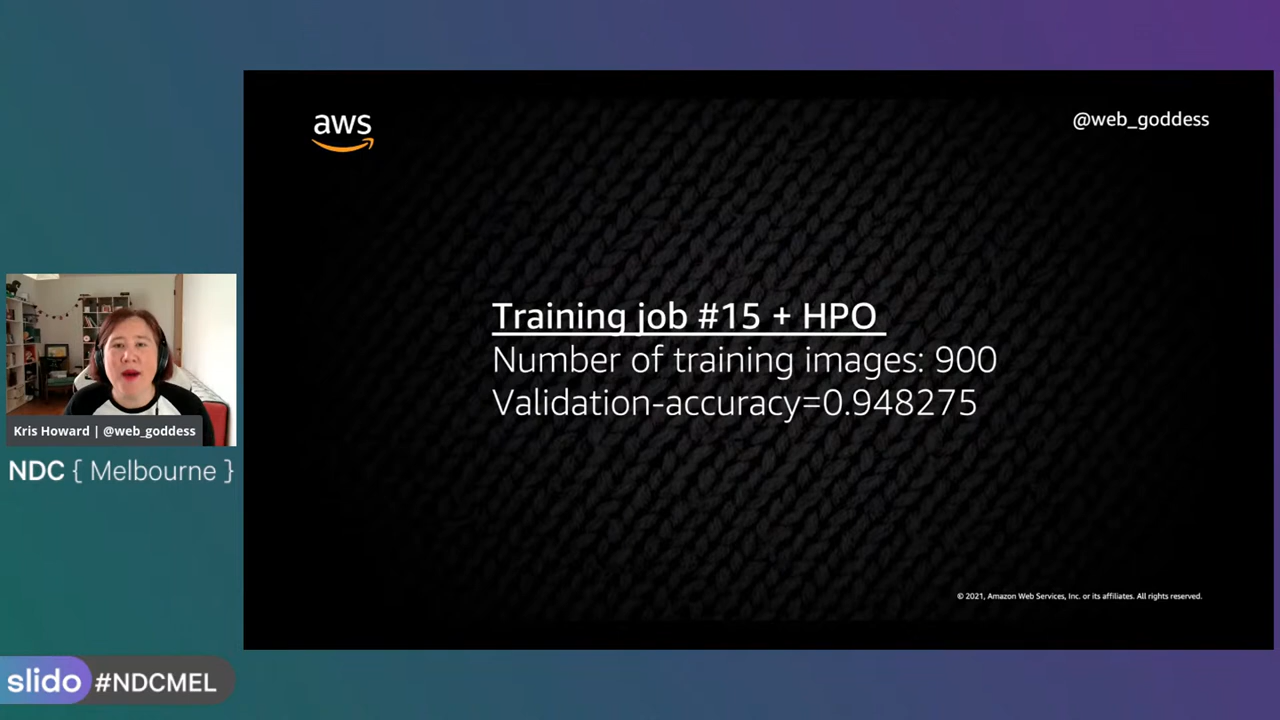 aws
@web_goddess
Training job #15 + HPO
Number of training images: 900
Validation-accuracy=0.948275
© 2021, Amazon Web Services, Inc. or its affiliates. All rights reserved.
Kris Howard | @web_goddess
NDC { Melbourne }
slido #NDCMEL